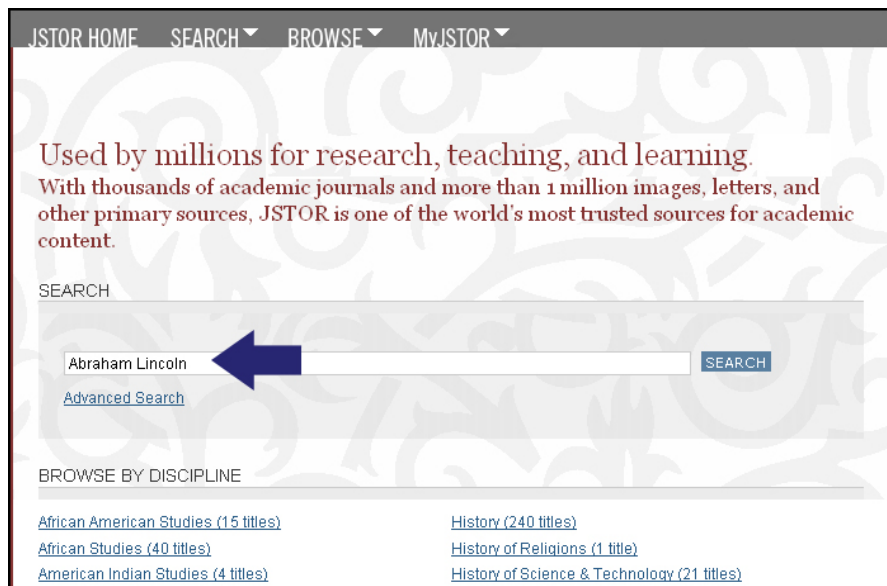 JSTOR HOME SEARCH BROWSE MyJSTOR
Used by millions for research, teaching, and learning.
With thousands of academic journals and more than 1 million images, letters, and
other primary sources, JSTOR is one of the world's most trusted sources for academic
content.
SEARCH
Abraham Lincoln SEARCH
Advanced Search
BROWSE BY DISCIPLINE
African American Studies (15 titles) History (240 titles)
African Studies (40 titles) History of Religions (1 title)
American Indian Studies (4 titles) History of Science & Technology (21 titles)